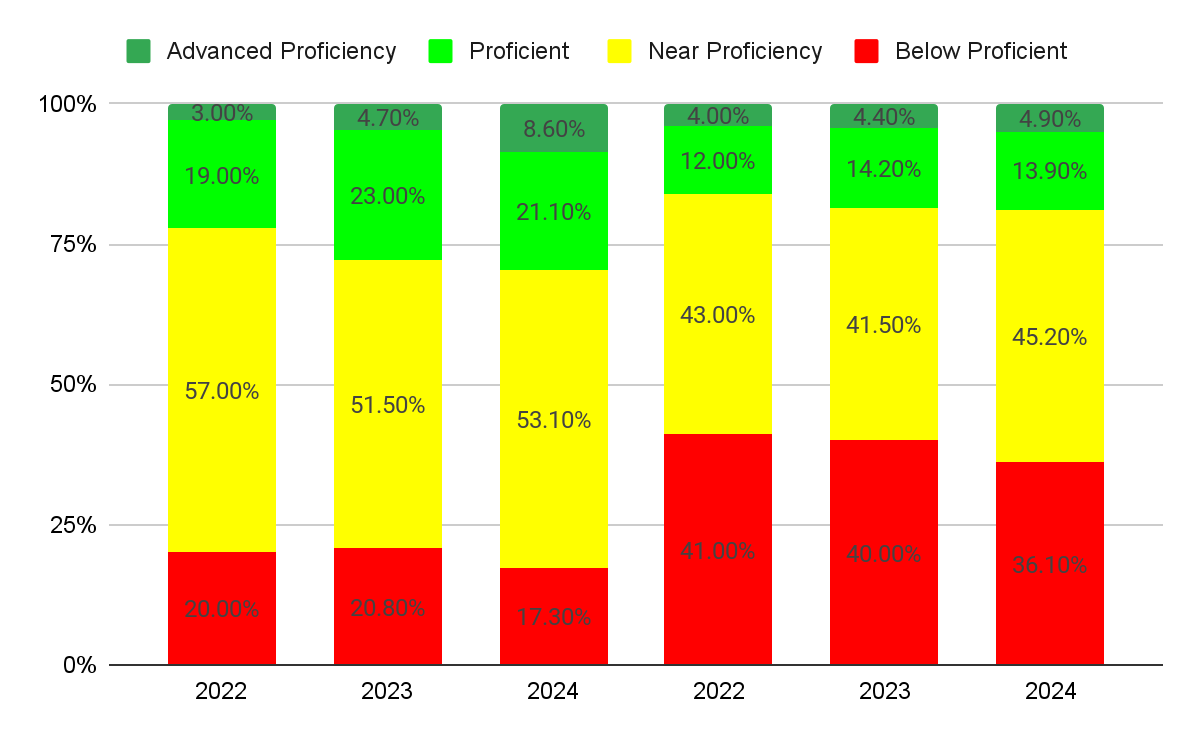 Advanced Proficiency Proficient Near Proficiency Below Proficient
100%
3.00% 4.70% 8.60% 4.00% 4.40% 4.90%
19.00% 23.00% 21.10% 12.00% 14.20% 13.90%
75%
57.00% 51.50% 53.10% 43.00% 41.50% 45.20%
50%
25%
20.00% 20.80% 17.30% 41.00% 40.00% 36.10%
0%
2022 2023 2024 2022 2023 2024